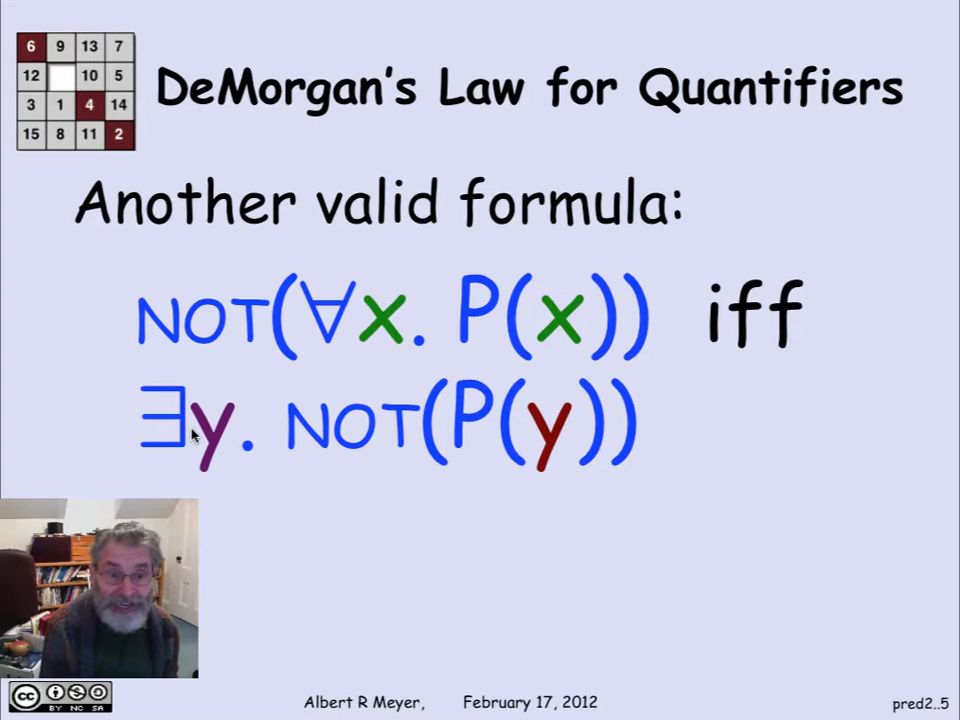 6 9 13 7
12 10 5
3 1 4 14
15 8 11 2
DeMorgan's Law for Quantifiers
Another valid formula:
NOT(∀x. P(x)) iff
∃y. NOT(P(y))
cc
BY NC SA
Albert R Meyer, February 17, 2012
pred2..5